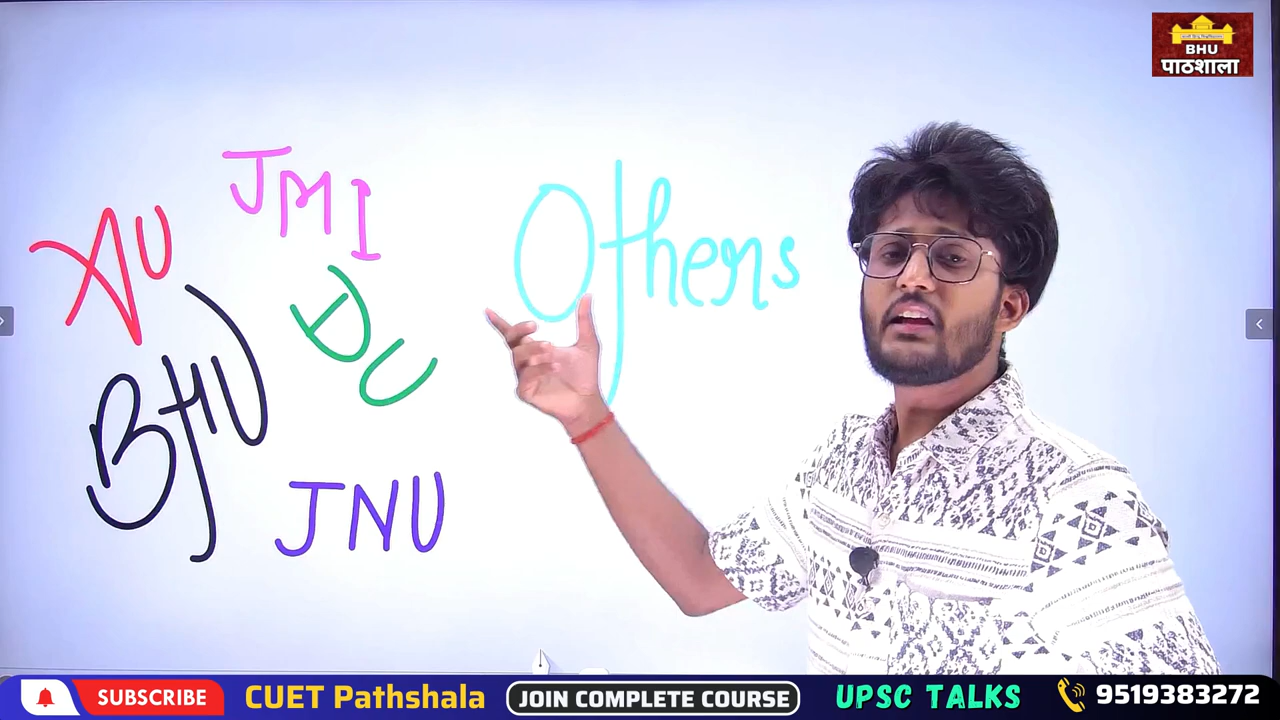 BHU
पाठशाला
JMI
AU
Others
DU
BHU
JNU
SUBSCRIBE
CUET Pathshala
JOIN COMPLETE COURSE
UPSC TALKS
9519383272